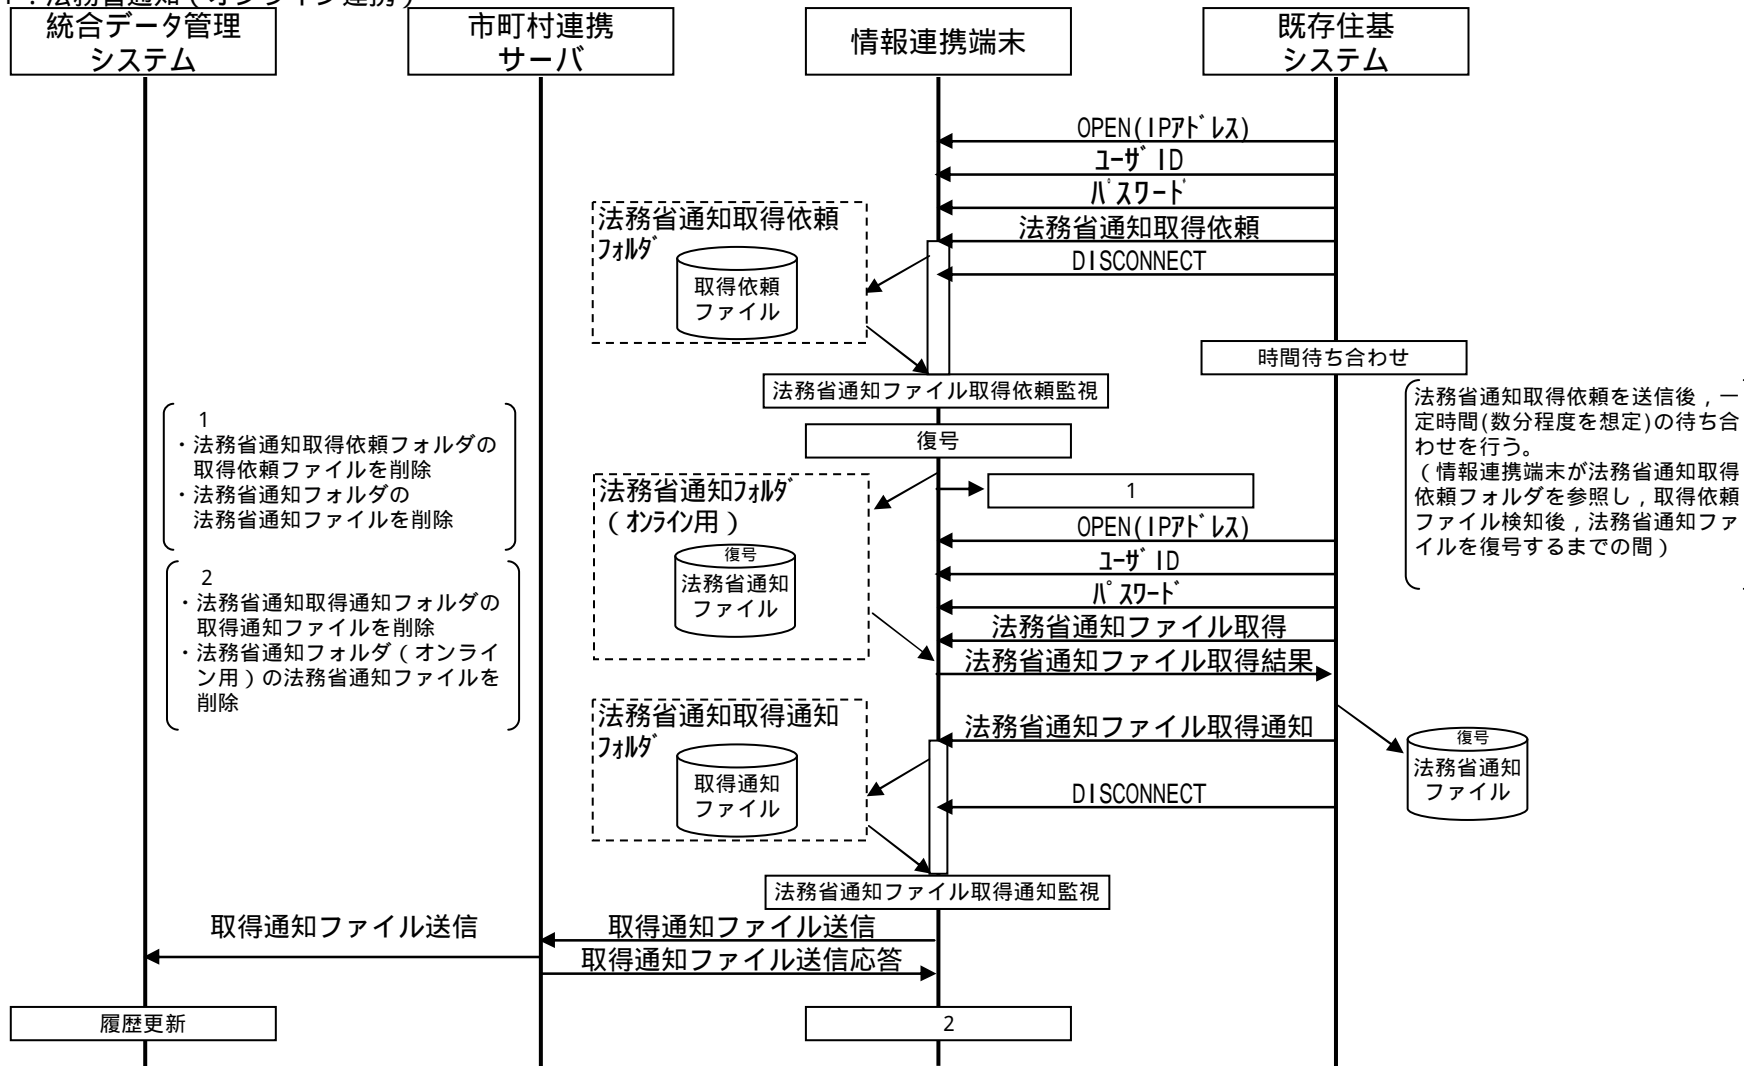 法務省通知(オンライン連携)
統合データ管理
システム
市町村連携
サーバ
情報連携端末
既存住基
システム
OPEN(IPアドレス)
ユーザID
パスワード
法務省通知取得依頼
DISCONNECT
法務省通知取得依頼
フォルダ
取得依頼
ファイル
時間待ち合わせ
法務省通知ファイル取得依頼監視
法務省通知取得依頼を送信後,一
定時間(数分程度を想定)の待ち合
わせを行う。
(情報連携端末が法務省通知取得
依頼フォルダを参照し,取得依頼
ファイル検知後,法務省通知ファ
イルを復号するまでの間)
1
・法務省通知取得依頼フォルダの
取得依頼ファイルを削除
・法務省通知フォルダの
法務省通知ファイルを削除
復号
法務省通知フォルダ
(オンライン用)
復号
法務省通知
ファイル
1
OPEN(IPアドレス)
ユーザID
パスワード
法務省通知ファイル取得
法務省通知ファイル取得結果
2
・法務省通知取得通知フォルダの
取得通知ファイルを削除
・法務省通知フォルダ(オンライ
ン用)の法務省通知ファイルを
削除
法務省通知取得通知
フォルダ
取得通知
ファイル
法務省通知ファイル取得通知
復号
法務省通知
ファイル
DISCONNECT
法務省通知ファイル取得通知監視
取得通知ファイル送信
取得通知ファイル送信
取得通知ファイル送信応答
履歴更新
2